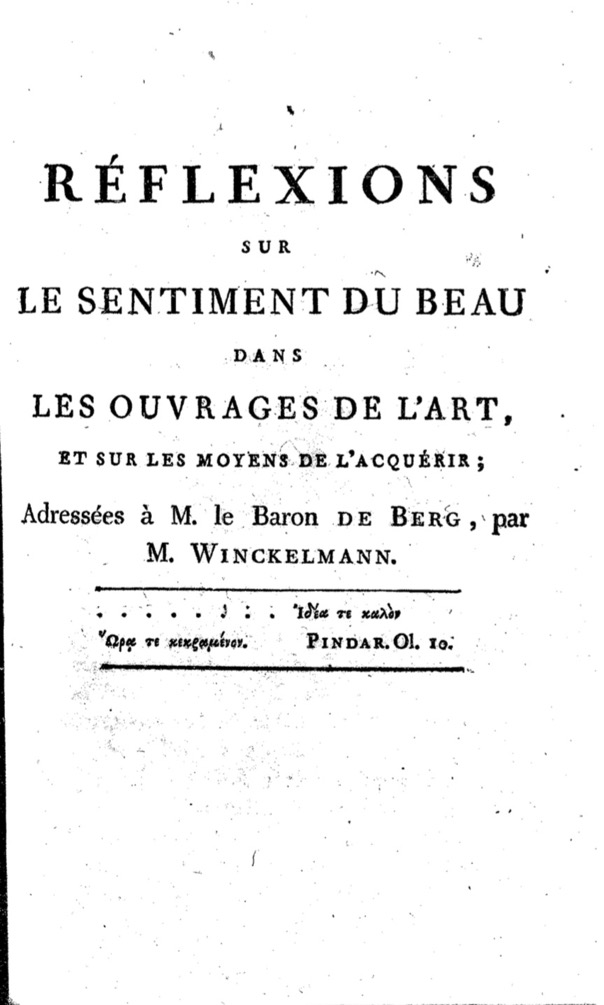 RÉFLEXIONS
SUR
LE SENTIMENT DU BEAU
DANS
LES OUVRAGES DE L'ART,
ET SUR LES MOYENS DE L'ACQUÉRIR;
Adressées à M. le Baron DE BERG, par
M. WINCKELMANN.
. . . . . . . . Ἰδέα τε καλὸν
Ὥρᾳ τε κεκραμένον. PINDAR. Ol. 10.